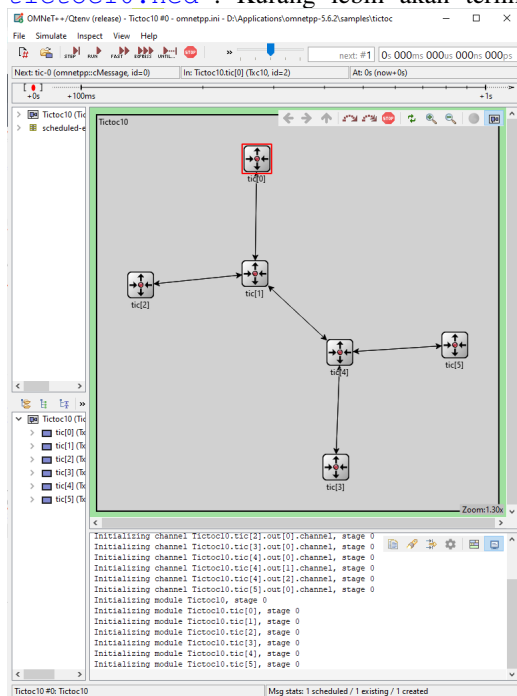 tictoc10.ned . Kurang lebih akan
OMNeT++/Qtenv (release) - Tictoc10 #0 - omnetpp.ini - D:\Applications\omnetpp-5.6.2\samples\tictoc
File Simulate Inspect View Help
STEP RUN FAST EXPRESS UNTIL... STOP » next: #1 0s 000ms 000us 000ns 000ps
Next: tic-0 (omnetpp::cMessage, id=0) In: Tictoc10.tic[0] (Txc10, id=2) At: 0s (now+0s)
+0s +100ms +1s
Tictoc10 (Tic
scheduled-e
Tictoc10
STOP
tic[0]
tic[1]
tic[2]
tic[5]
tic[4]
tic[3]
»
Tictoc10 (Tic
tic[0] (Tx
tic[1] (Tx
tic[2] (Tx
tic[3] (Tx
tic[4] (Tx
tic[5] (Tx
Zoom:1.30x
Initializing channel Tictoc10.tic[2].out[0].channel, stage 0
Initializing channel Tictoc10.tic[3].out[0].channel, stage 0
Initializing channel Tictoc10.tic[4].out[0].channel, stage 0
Initializing channel Tictoc10.tic[4].out[1].channel, stage 0
Initializing channel Tictoc10.tic[4].out[2].channel, stage 0
Initializing channel Tictoc10.tic[5].out[0].channel, stage 0
Initializing module Tictoc10, stage 0
Initializing module Tictoc10.tic[0], stage 0
Initializing module Tictoc10.tic[1], stage 0
Initializing module Tictoc10.tic[2], stage 0
Initializing module Tictoc10.tic[3], stage 0
Initializing module Tictoc10.tic[4], stage 0
Initializing module Tictoc10.tic[5], stage 0
Tictoc10 #0: Tictoc10 Msg stats: 1 scheduled / 1 existing / 1 created